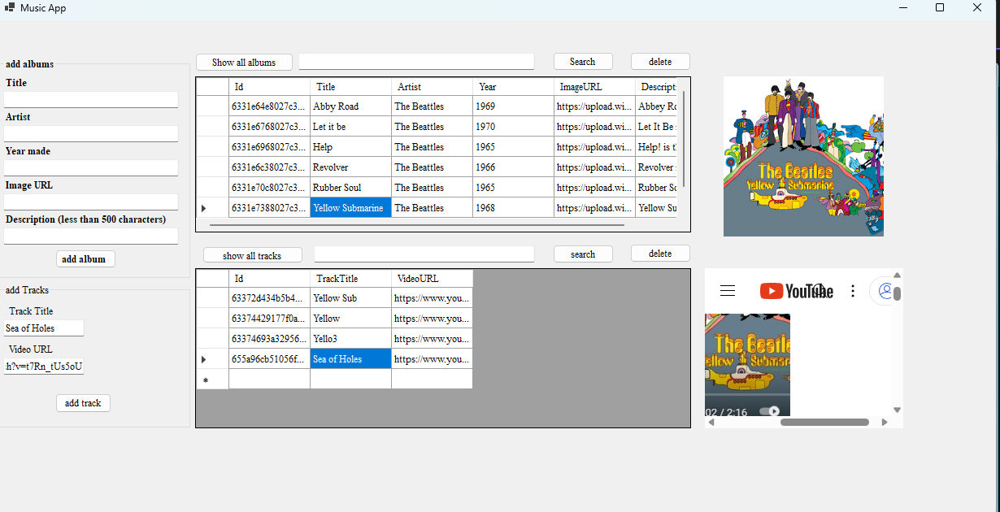 Music App
add albums
Title
Artist
Year made
Image URL
Description (less than 500 characters)
add album
add Tracks
Track Title
Sea of Holes
Video URL
h?v=t7Rn_tUs5oU
add track
Show all albums Search delete
Id Title Artist Year ImageURL Descript
6331e64e8027c3... Abby Road The Beattles 1969 https://upload.wi... Abbey Ro
6331e6768027c3... Let it be The Beattles 1970 https://upload.wi... Let It Be
6331e6968027c3... Help The Beattles 1965 https://upload.wi... Help! is t
6331e6c38027c3... Revolver The Beattles 1966 https://upload.wi... Revolver
6331e70c8027c3... Rubber Soul The Beattles 1965 https://upload.wi... Rubber So
6331e7388027c3... Yellow Submarine The Beattles 1968 https://upload.wi... Yellow Su
show all tracks search delete
Id TrackTitle VideoURL
63372d434b5b4... Yellow Sub https://www.you...
63374429177f0a... Yellow https://www.you...
63374693a32956... Yello3 https://www.you...
655a96cb51056f... Sea of Holes https://www.you...
The Beatles
Yellow Submarine
YouTube
The Beatl
ellow Submar
02 / 2:16